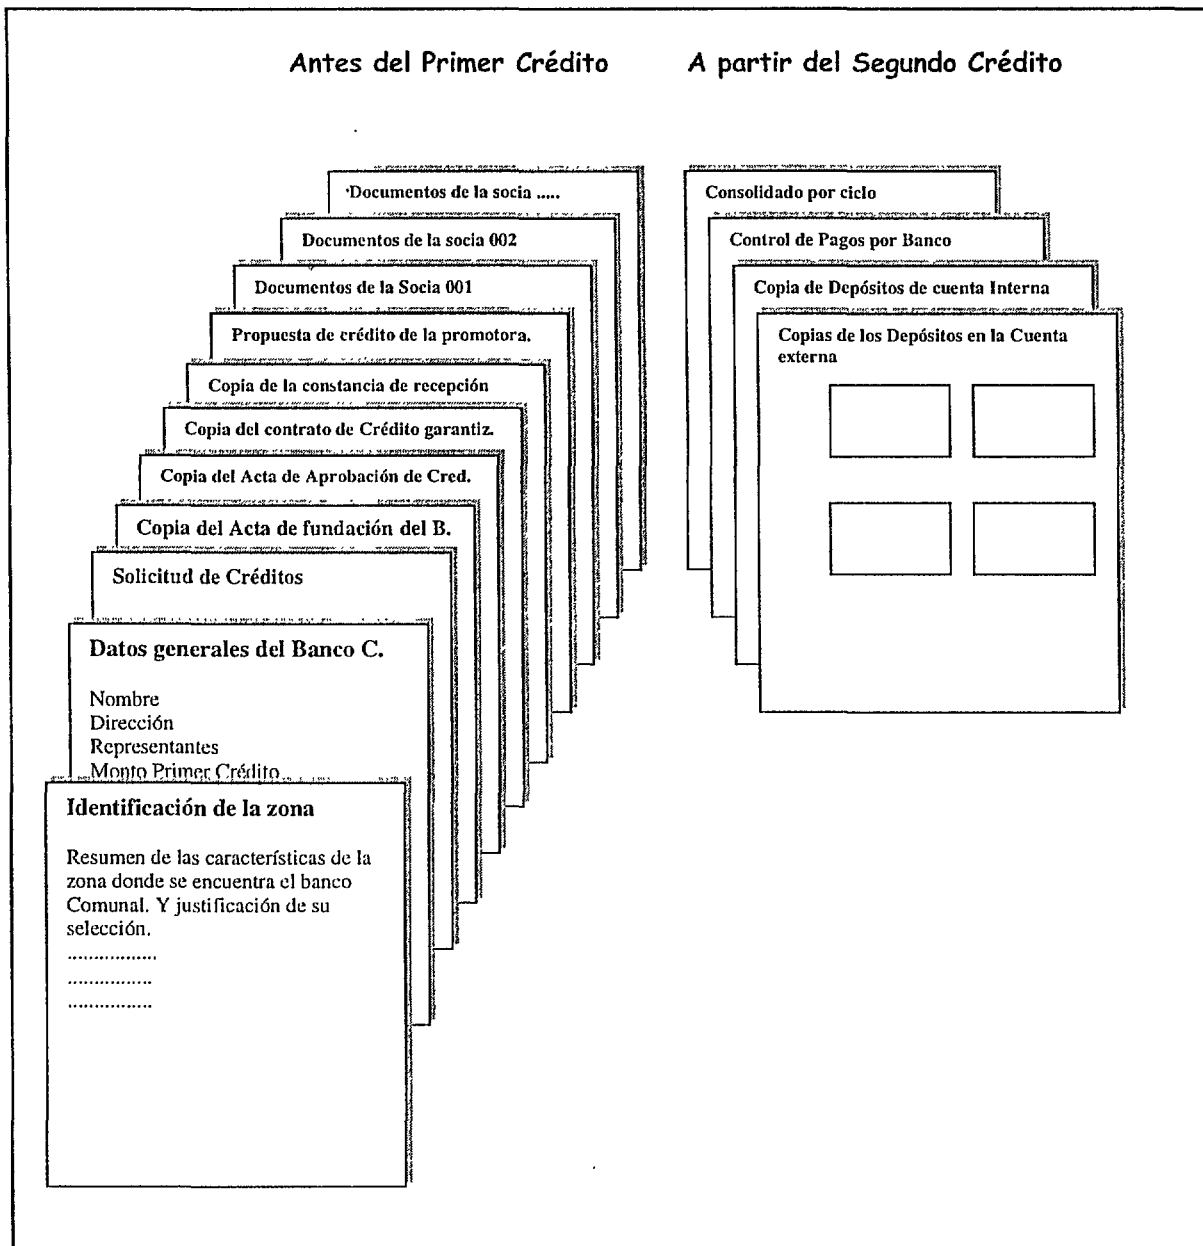 Antes del Primer Crédito
A partir del Segundo Crédito
Documentos de la socia .....
Documentos de la socia 002
Documentos de la Socia 001
Propuesta de crédito de la promotora.
Copia de la constancia de recepción
Copia del contrato de Crédito garantiz.
Copia del Acta de Aprobación de Cred.
Copia del Acta de fundación del B.
Solicitud de Créditos
Datos generales del Banco C.
Nombre
Dirección
Representantes
Monto Primer Crédito
Identificación de la zona
Resumen de las características de la
zona donde se encuentra el banco
Comunal. Y justificación de su
selección.
.................
................
................
Consolidado por ciclo
Control de Pagos por Banco
Copia de Depósitos de cuenta Interna
Copias de los Depósitos en la Cuenta
externa